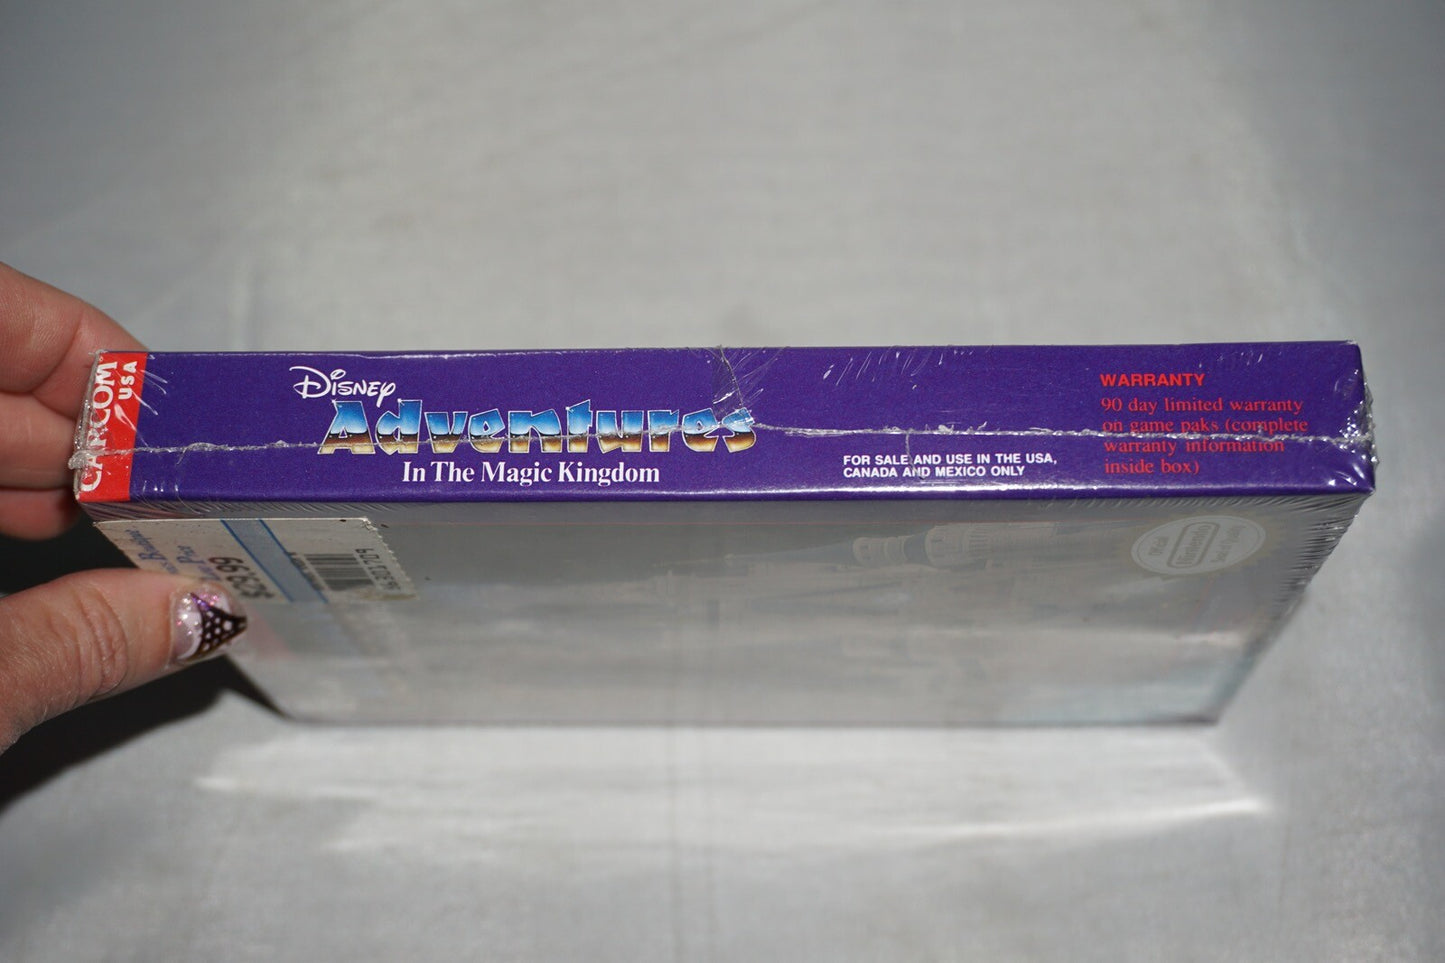 CAPCOM
USA
Disney
Adventures
In The Magic Kingdom
FOR SALE AND USE IN THE USA,
CANADA AND MEXICO ONLY
WARRANTY
90 day limited warranty
on game paks (complete
warranty information
inside box)
Nintendo